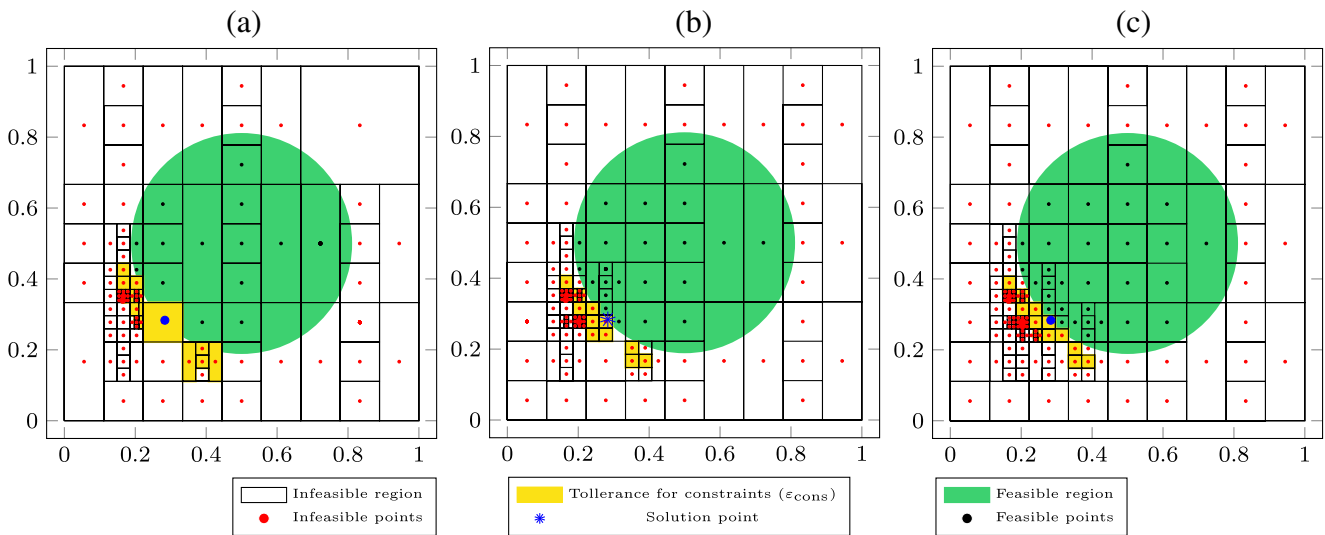 (a) (b) (c)
1 1 1
0.8 0.8 0.8
0.6 0.6 0.6
0.4 0.4 0.4
0.2 0.2 0.2
0 0 0
0 0.2 0.4 0.6 0.8 1 0 0.2 0.4 0.6 0.8 1 0 0.2 0.4 0.6 0.8 1
Infeasible region Tollerance for constraints (εcons) Feasible region
Infeasible points Solution point Feasible points